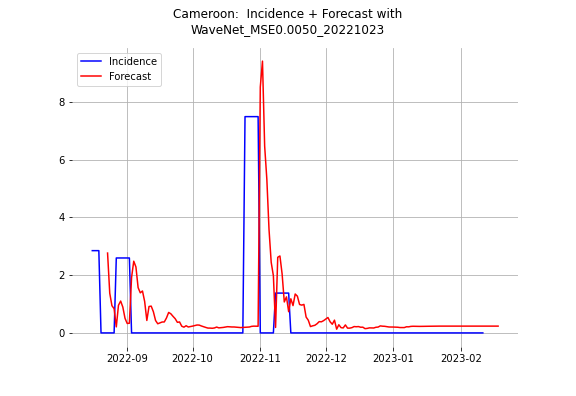 Cameroon:  Incidence + Forecast with
WaveNet_MSE0.0050_20221023
Incidence
Forecast
8
6
4
2
0
2022-09
2022-10
2022-11
2022-12
2023-01
2023-02